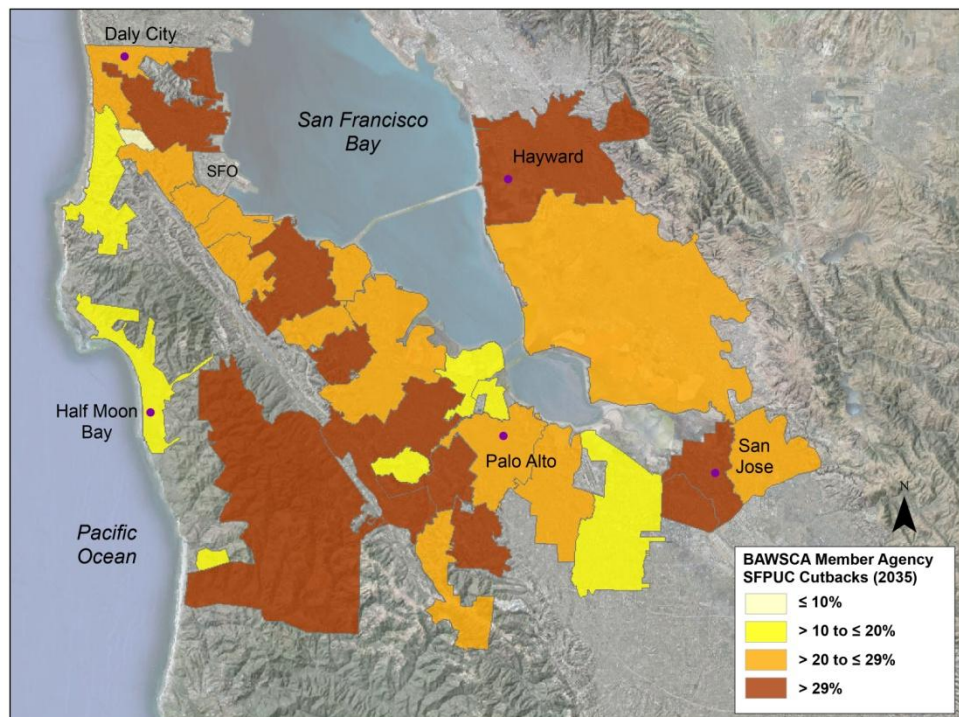 Daly City
San Francisco
Bay
Hayward
SFO
Half Moon
Bay
Palo Alto
San
Jose
Pacific
Ocean
N
BAWSCA Member Agency
SFPUC Cutbacks (2035)
≤ 10%
> 10 to ≤ 20%
> 20 to ≤ 29%
> 29%